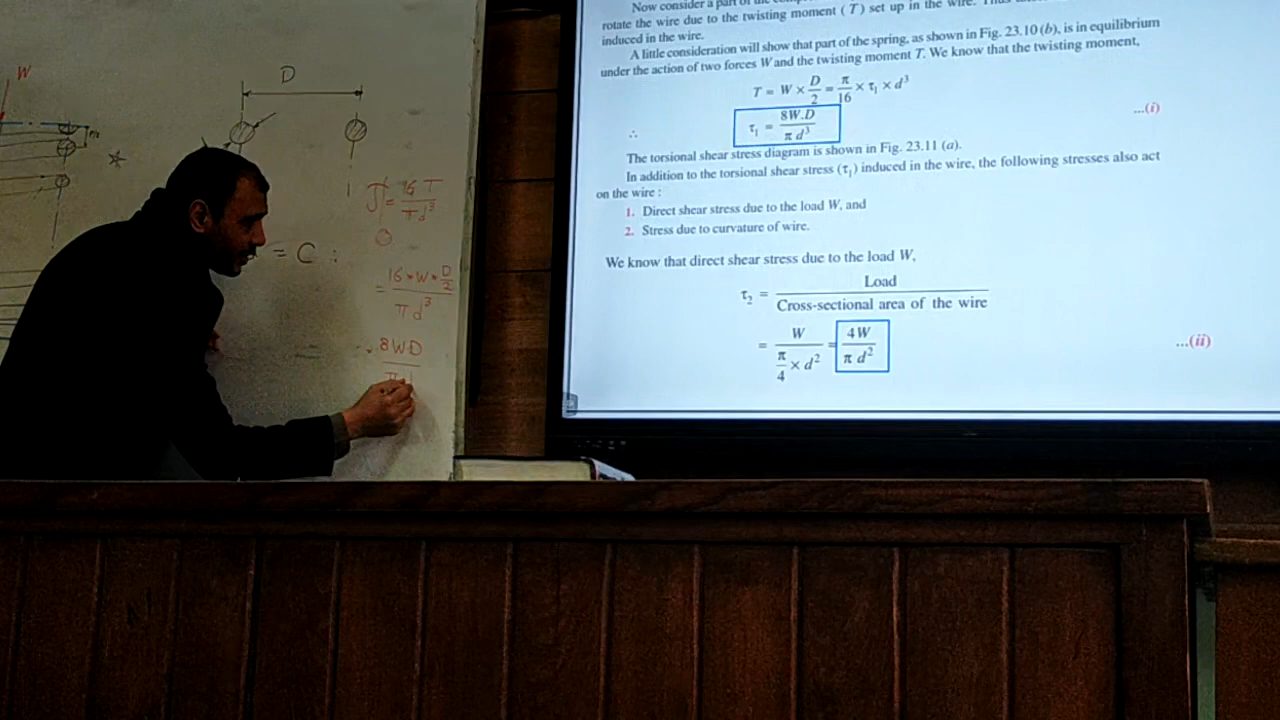 W
D
= C :
= 16 T / π d³
= 16 * W * D/2 / π d³
8WD
Now consider a part of the
rotate the wire due to the twisting moment (T) set up in the wire.
induced in the wire.
A little consideration will show that part of the spring, as shown in Fig. 23.10 (b), is in equilibrium
under the action of two forces W and the twisting moment T. We know that the twisting moment,
T = W × D/2 = π/16 × τ₁ × d³
∴ τ₁ = 8W.D / π d³ ...(i)
The torsional shear stress diagram is shown in Fig. 23.11 (a).
In addition to the torsional shear stress (τ₁) induced in the wire, the following stresses also act
on the wire :
1. Direct shear stress due to the load W, and
2. Stress due to curvature of wire.
We know that direct shear stress due to the load W,
τ₂ = Load / Cross-sectional area of the wire
= W / π/4 × d² = 4W / π d² ...(ii)